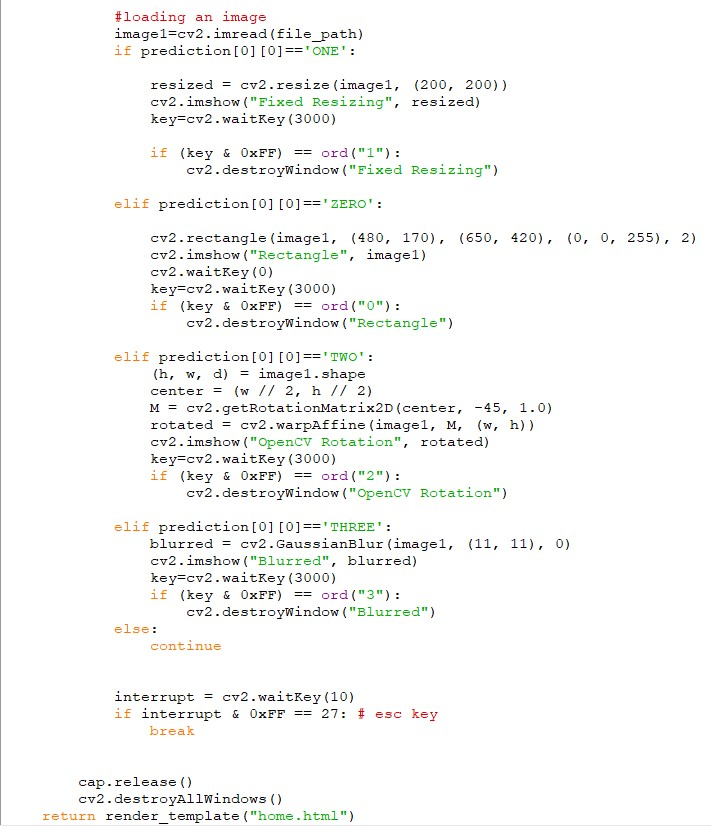 #loading an image
image1=cv2.imread(file_path)
if prediction[0][0]=='ONE':
resized = cv2.resize(image1, (200, 200))
cv2.imshow("Fixed Resizing", resized)
key=cv2.waitKey(3000)
if (key & 0xFF) == ord("1"):
cv2.destroyWindow("Fixed Resizing")
elif prediction[0][0]=='ZERO':
cv2.rectangle(image1, (480, 170), (650, 420), (0, 0, 255), 2)
cv2.imshow("Rectangle", image1)
cv2.waitKey(0)
key=cv2.waitKey(3000)
if (key & 0xFF) == ord("0"):
cv2.destroyWindow("Rectangle")
elif prediction[0][0]=='TWO':
(h, w, d) = image1.shape
center = (w // 2, h // 2)
M = cv2.getRotationMatrix2D(center, -45, 1.0)
rotated = cv2.warpAffine(image1, M, (w, h))
cv2.imshow("OpenCV Rotation", rotated)
key=cv2.waitKey(3000)
if (key & 0xFF) == ord("2"):
cv2.destroyWindow("OpenCV Rotation")
elif prediction[0][0]=='THREE':
blurred = cv2.GaussianBlur(image1, (11, 11), 0)
cv2.imshow("Blurred", blurred)
key=cv2.waitKey(3000)
if (key & 0xFF) == ord("3"):
cv2.destroyWindow("Blurred")
else:
continue
interrupt = cv2.waitKey(10)
if interrupt & 0xFF == 27: # esc key
break
cap.release()
cv2.destroyAllWindows()
return render_template("home.html")